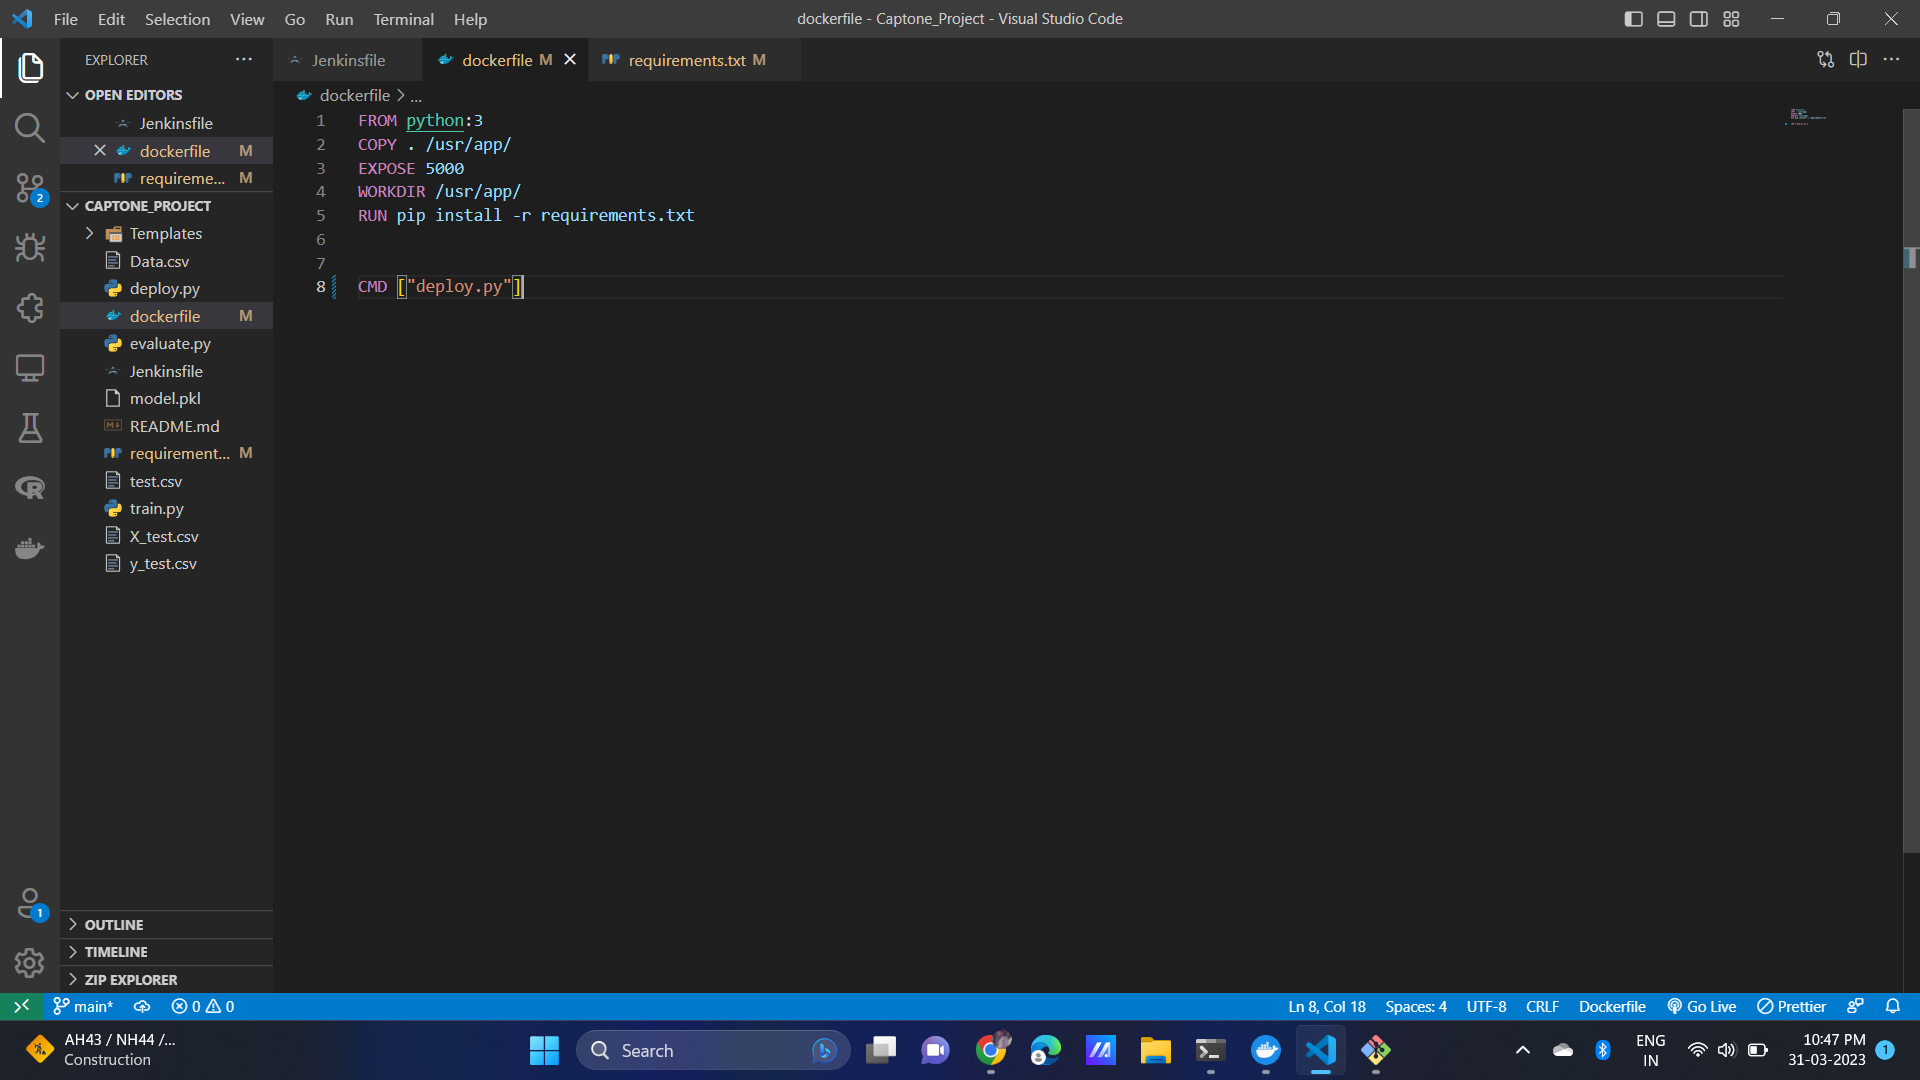 File Edit Selection View Go Run Terminal Help
dockerfile - Captone_Project - Visual Studio Code
EXPLORER
Jenkinsfile
dockerfile M
requirements.txt M
OPEN EDITORS
Jenkinsfile
dockerfile M
requireme... M
CAPTONE_PROJECT
Templates
Data.csv
deploy.py
dockerfile M
evaluate.py
Jenkinsfile
model.pkl
README.md
requirement... M
test.csv
train.py
X_test.csv
y_test.csv
OUTLINE
TIMELINE
ZIP EXPLORER
dockerfile > ...
1 FROM python:3
2 COPY . /usr/app/
3 EXPOSE 5000
4 WORKDIR /usr/app/
5 RUN pip install -r requirements.txt
6
7
8 CMD ["deploy.py"]
2
1
main* 0 0
Ln 8, Col 18 Spaces: 4 UTF-8 CRLF Dockerfile Go Live Prettier
AH43 / NH44 /...
Construction
Search
ENG
IN
10:47 PM
31-03-2023
1